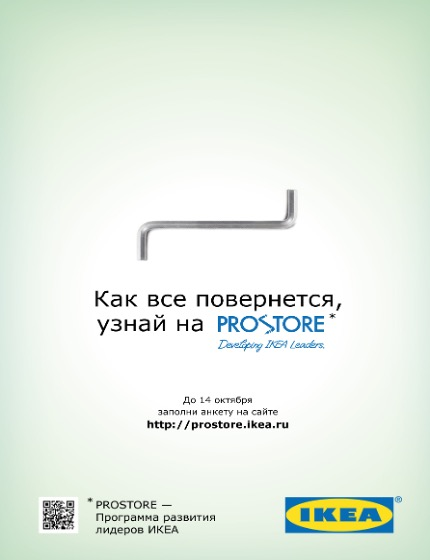 Как все повернется,
узнай на PROSTORE*
Developing IKEA Leaders.
До 14 октября
заполни анкету на сайте
http://prostore.ikea.ru
* PROSTORE —
Программа развития
лидеров ИКЕА
IKEA®